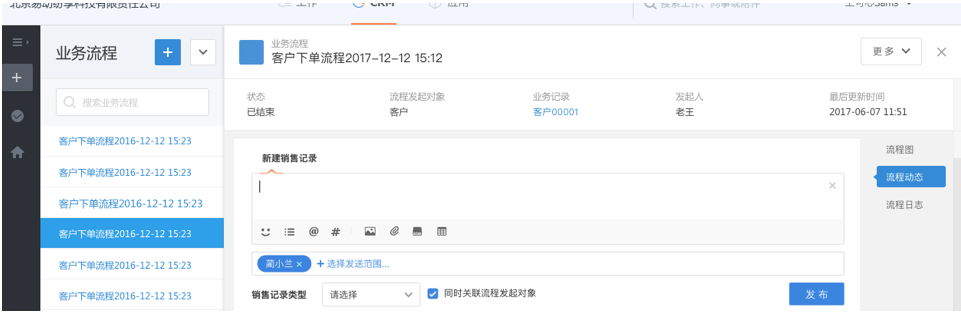 北京易动纷享科技有限责任公司 工作 CRM 应用 搜索工作、同事或附件
业务流程
搜索业务流程
客户下单流程2016-12-12 15:23
客户下单流程2016-12-12 15:23
客户下单流程2016-12-12 15:23
客户下单流程2016-12-12 15:23
客户下单流程2016-12-12 15:23
客户下单流程2016-12-12 15:23
业务流程
客户下单流程2017-12-12 15:12
更多
状态 流程发起对象 业务记录 发起人 最后更新时间
已结束 客户 客户00001 老王 2017-06-07 11:51
新建销售记录
蔺小兰 × + 选择发送范围...
销售记录类型 请选择 同时关联流程发起对象 发布
流程图
流程动态
流程日志